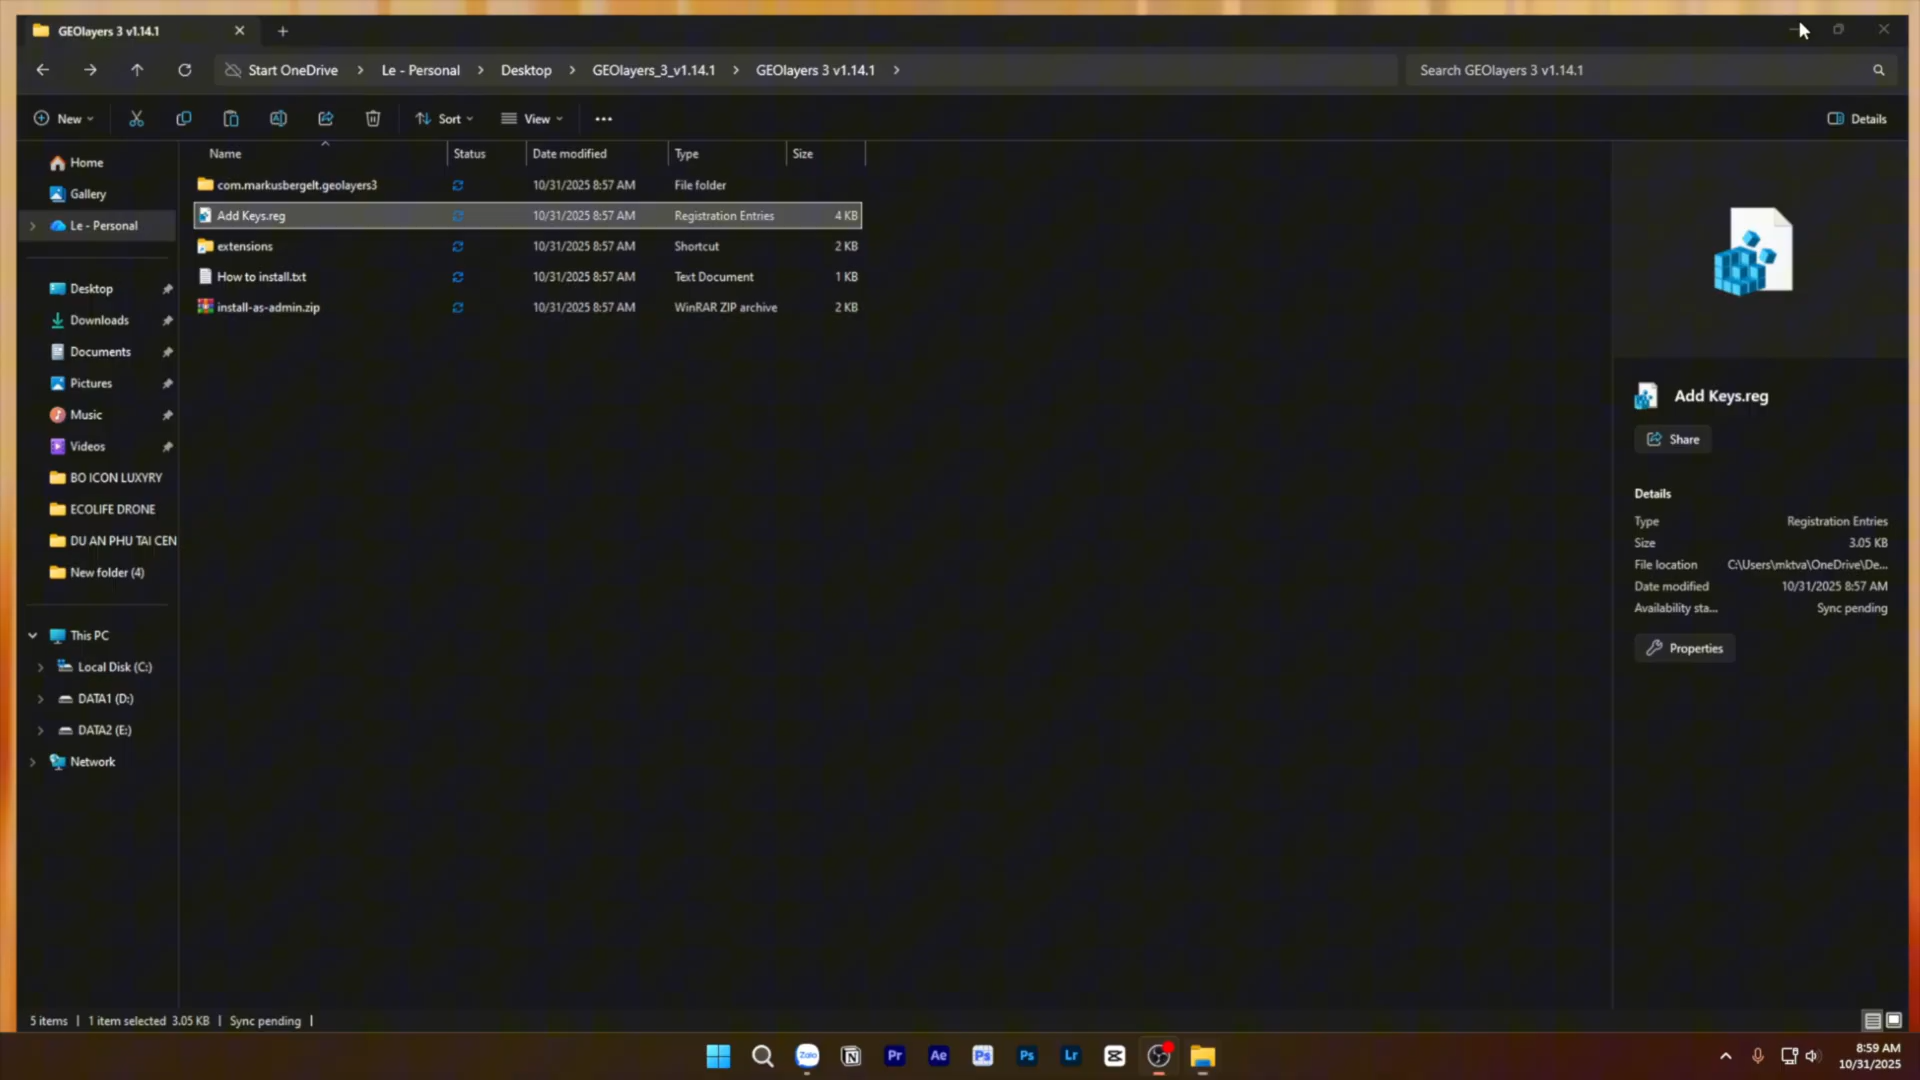 GEOlayers 3 v1.14.1
Start OneDrive > Le - Personal > Desktop > GEOlayers_3_v1.14.1 > GEOlayers 3 v1.14.1 >
Search GEOlayers 3 v1.14.1
New
Sort
View
Details
Name Status Date modified Type Size
com.markusbergelt.geolayers3 10/31/2025 8:57 AM File folder
Add Keys.reg 10/31/2025 8:57 AM Registration Entries 4 KB
extensions 10/31/2025 8:57 AM Shortcut 2 KB
How to install.txt 10/31/2025 8:57 AM Text Document 1 KB
install-as-admin.zip 10/31/2025 8:57 AM WinRAR ZIP archive 2 KB
Home
Gallery
Le - Personal
Desktop
Downloads
Documents
Pictures
Music
Videos
BO ICON LUXYRY
ECOLIFE DRONE
DU AN PHU TAI CEN
New folder (4)
This PC
Local Disk (C:)
DATA1 (D:)
DATA2 (E:)
Network
Add Keys.reg
Share
Details
Type Registration Entries
Size 3.05 KB
File location C:\Users\mktva\OneDrive\De...
Date modified 10/31/2025 8:57 AM
Availability sta... Sync pending
Properties
5 items | 1 item selected 3.05 KB | Sync pending |
Zalo
N
Pr
Ae
Ps
Ps
Lr
8:59 AM
10/31/2025